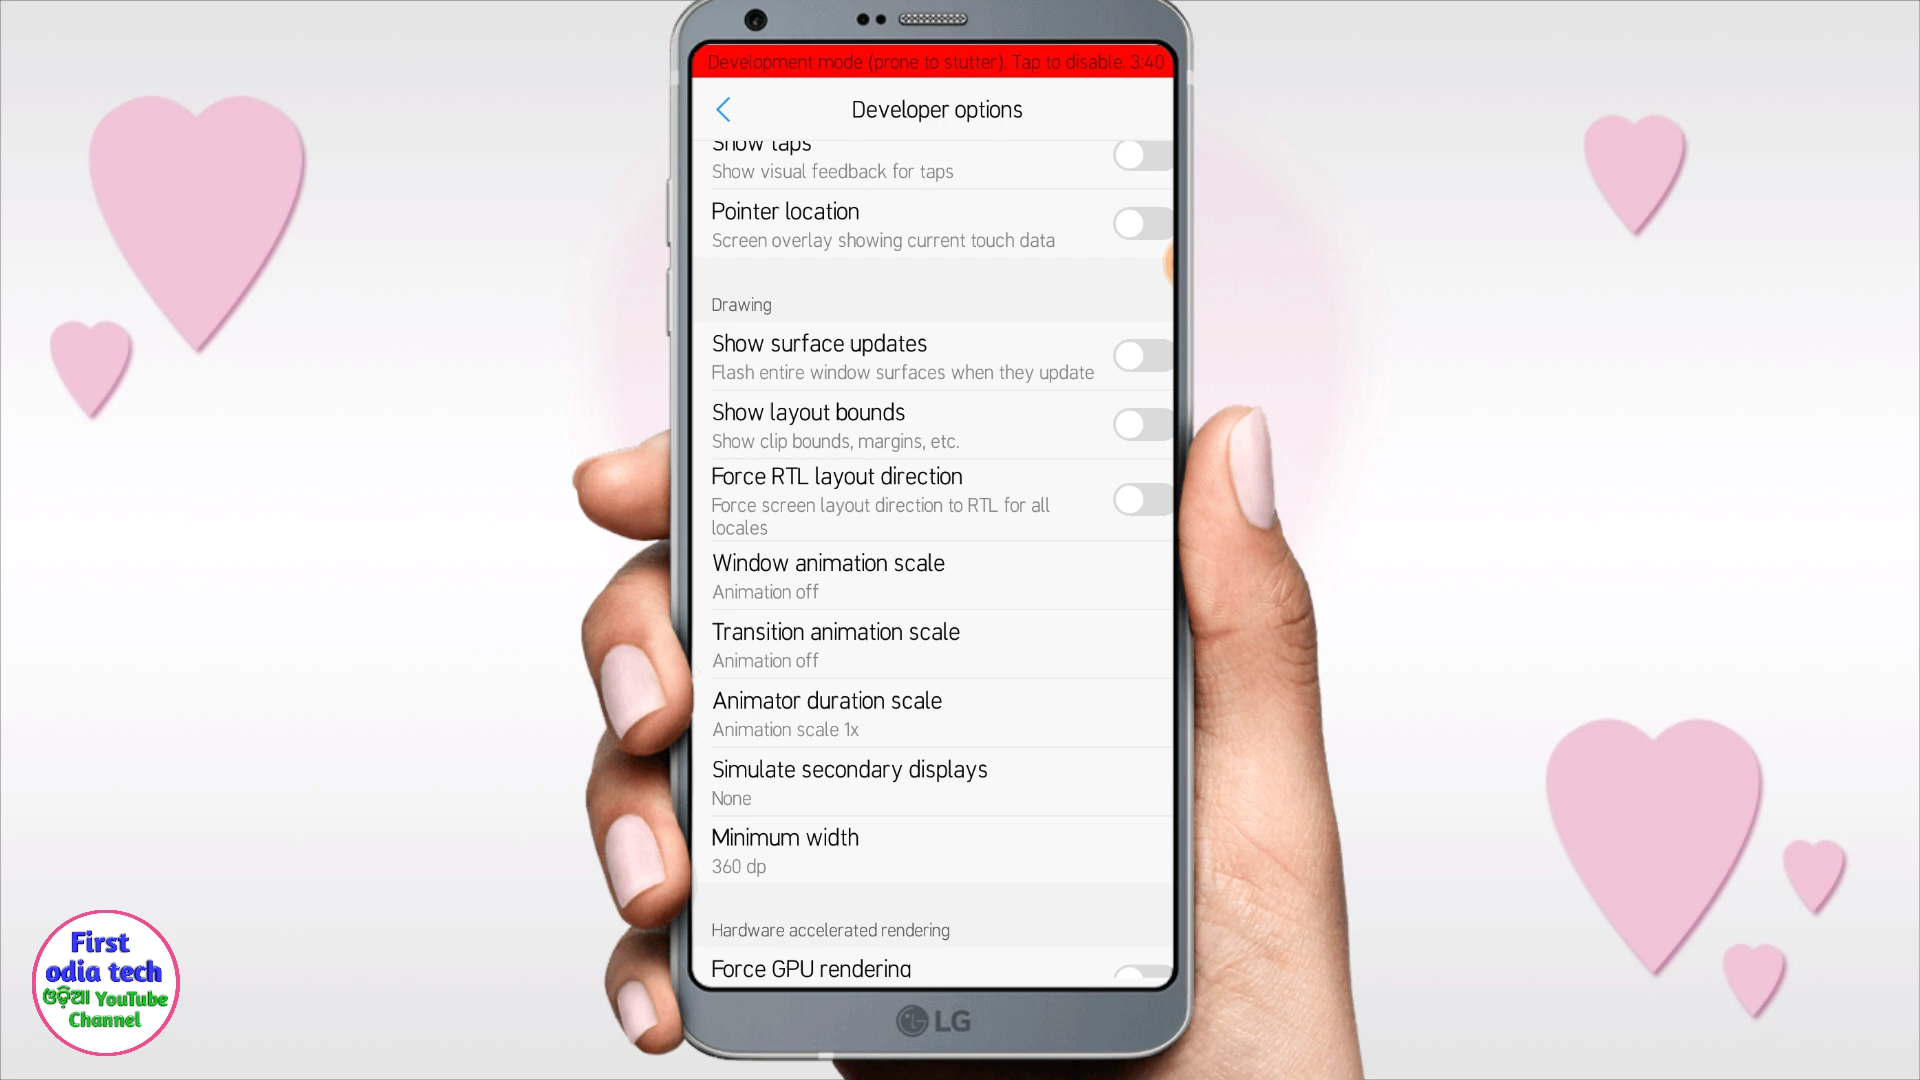 Development mode (prone to stutter). Tap to disable. 3:40
Developer options
Show taps
Show visual feedback for taps
Pointer location
Screen overlay showing current touch data
Drawing
Show surface updates
Flash entire window surfaces when they update
Show layout bounds
Show clip bounds, margins, etc.
Force RTL layout direction
Force screen layout direction to RTL for all
locales
Window animation scale
Animation off
Transition animation scale
Animation off
Animator duration scale
Animation scale 1x
Simulate secondary displays
None
Minimum width
360 dp
Hardware accelerated rendering
Force GPU rendering
LG
First
odia tech
ଓଡ଼ିଆ YouTube
Channel